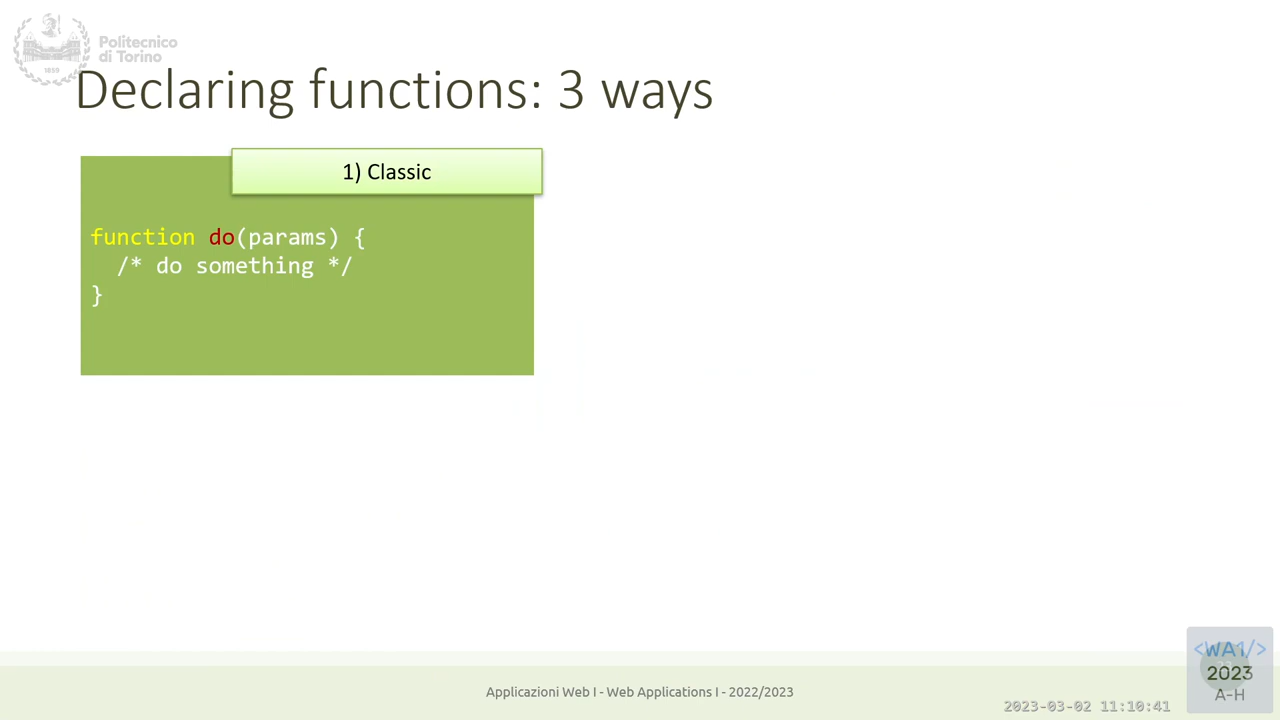 Politecnico
di Torino
1859
Declaring functions: 3 ways
1) Classic
function do(params) {
  /* do something */
}
Applicazioni Web I - Web Applications I - 2022/2023
<WA1/>
2023
A-H
2023-03-02 11:10:41